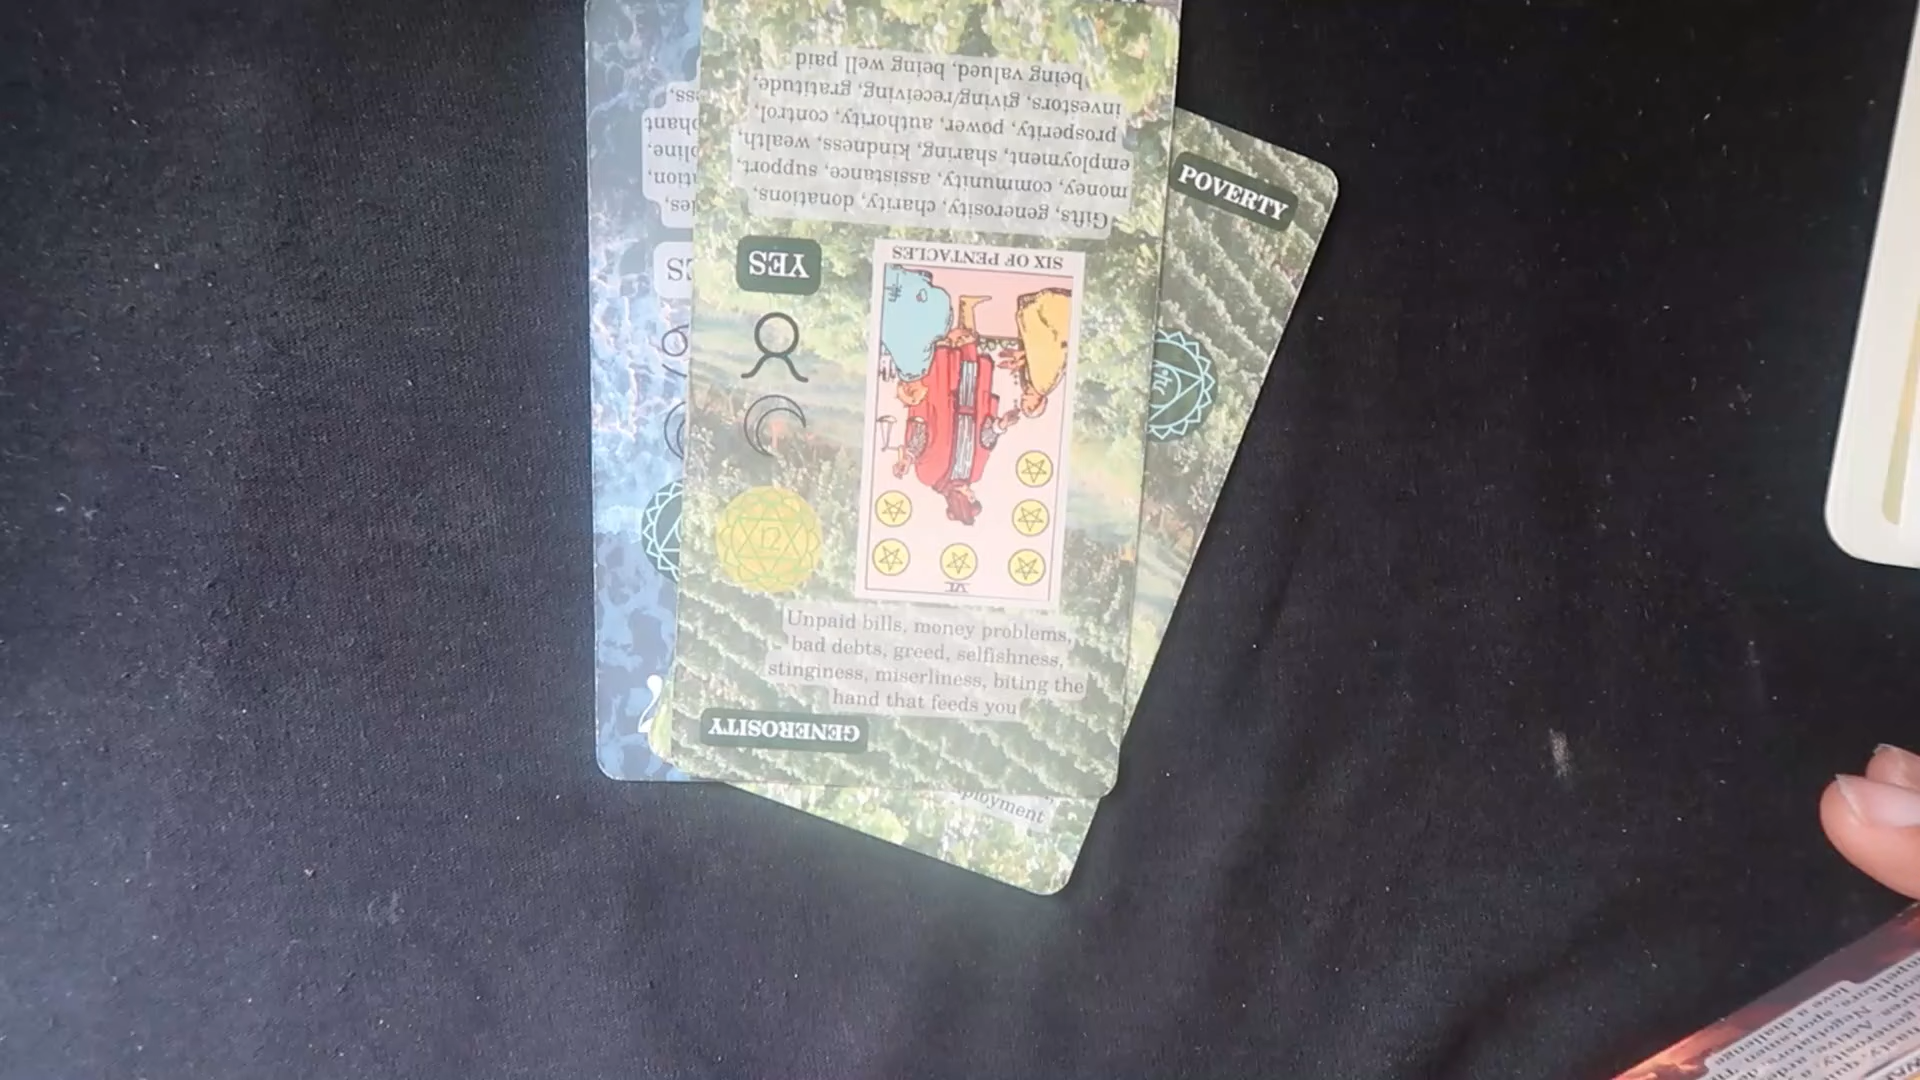 Gifts, generosity, charity, donations,
money, community, assistance, support,
employment, sharing, kindness, wealth,
prosperity, power, authority, control,
investors, giving/receiving, gratitude,
being valued, being well paid
YES
SIX OF PENTACLES
VI
Unpaid bills, money problems,
bad debts, greed, selfishness,
stinginess, miserliness, biting the
hand that feeds you
GENEROSITY
POVERTY